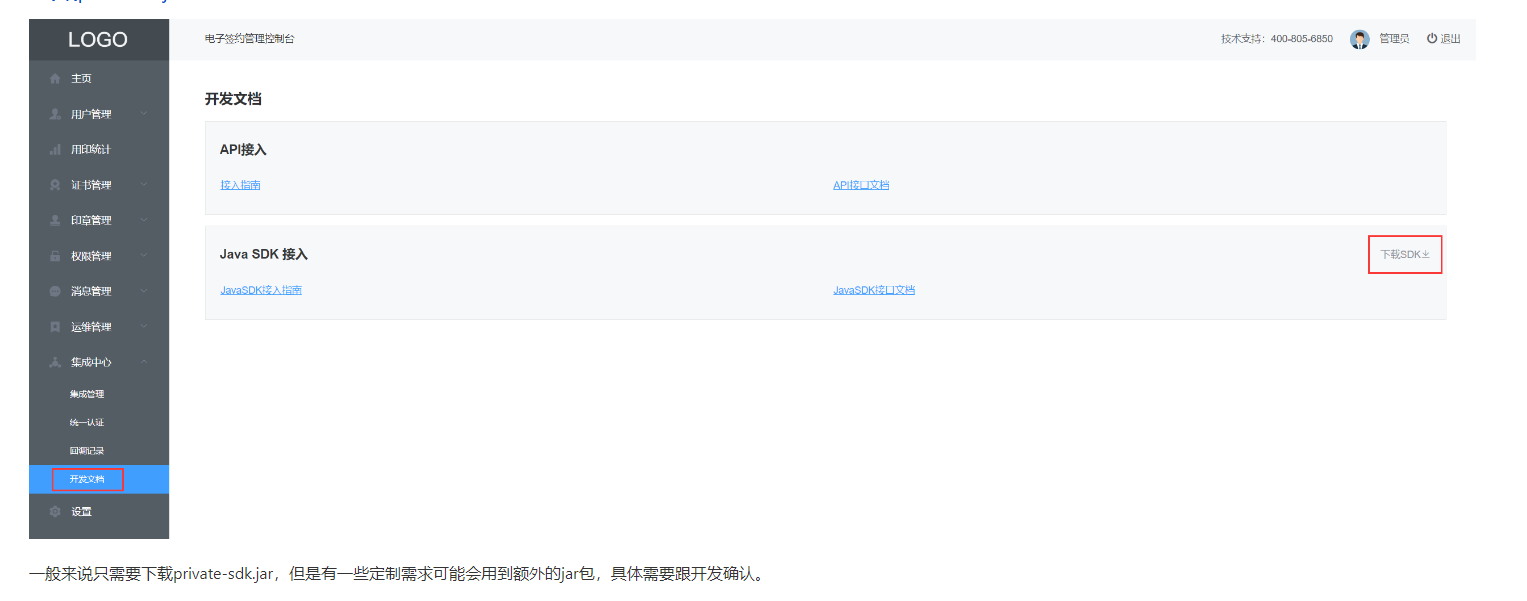 LOGO
电子签约管理控制台
技术支持：400-805-6850
管理员
退出
主页
用户管理
用印统计
证书管理
印章管理
权限管理
消息管理
运维管理
集成中心
集成管理
统一认证
回调记录
开发文档
设置
开发文档
API接入
接入指南
API接口文档
Java SDK 接入
下载SDK
JavaSDK接入指南
JavaSDK接口文档
一般来说只需要下载private-sdk.jar，但是有一些定制需求可能会用到额外的jar包，具体需要跟开发确认。